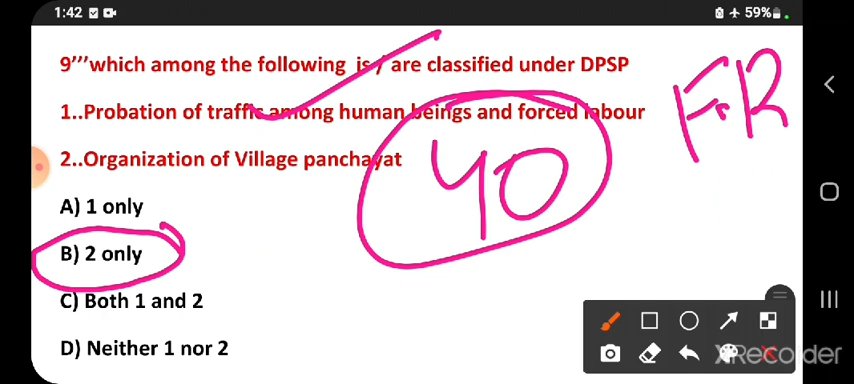 1:42
59%
9’’’which among the following is / are classified under DPSP
1..Probation of traffic among human beings and forced labour
2..Organization of Village panchayat
A) 1 only
B) 2 only
C) Both 1 and 2
D) Neither 1 nor 2
40
FR
XRecorder